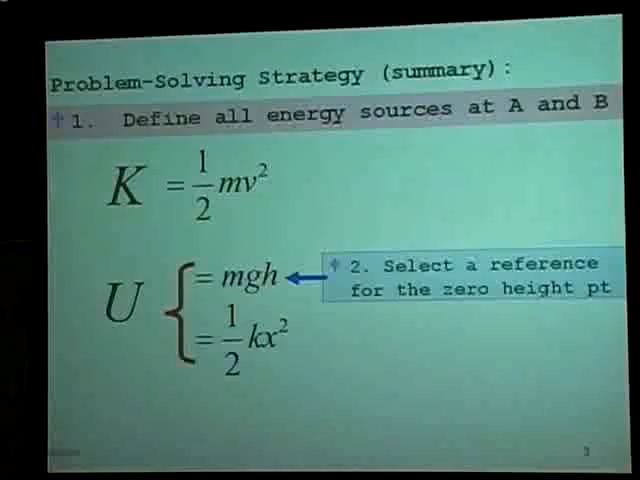 Problem-Solving Strategy (summary):
† 1. Define all energy sources at A and B
K = 1/2 mv²
U { = mgh
= 1/2 kx²
† 2. Select a reference
for the zero height pt
3